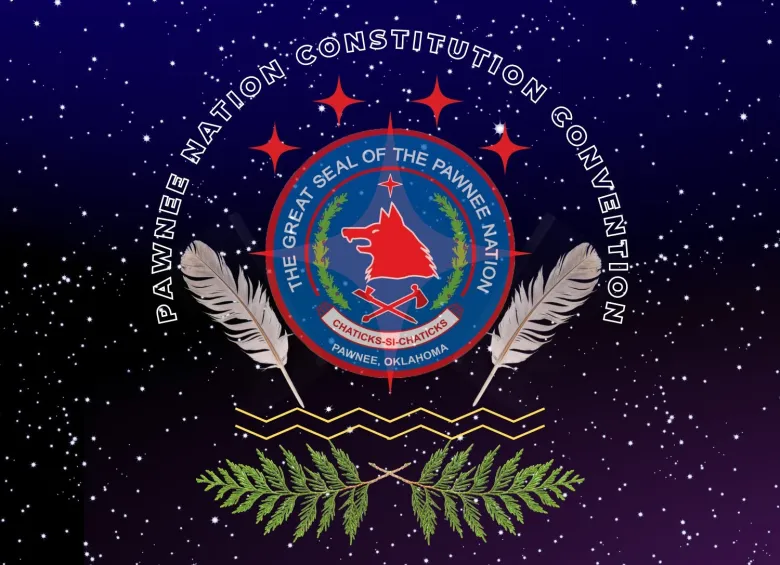 PAWNEE NATION CONSTITUTION CONVENTION
THE GREAT SEAL OF THE PAWNEE NATION
CHATICKS-SI-CHATICKS
PAWNEE, OKLAHOMA